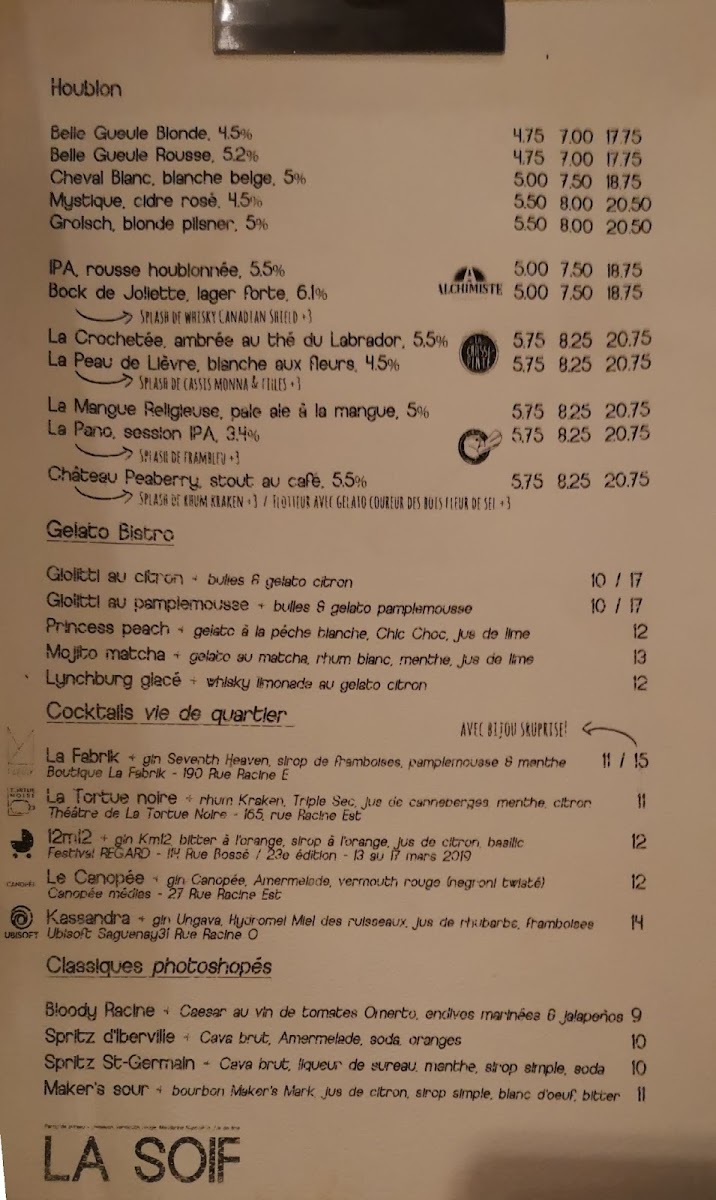 Houblon
Belle Gueule Blonde, 4.5% 4.75 7.00 17.75
Belle Gueule Rousse, 5.2% 4.75 7.00 17.75
Cheval Blanc, blanche belge, 5% 5.00 7.50 18.75
Mystique, cidre rosé, 4.5% 5.50 8.00 20.50
Grolsch, blonde pilsner, 5% 5.50 8.00 20.50
IPA, rousse houblonnée, 5.5% 5.00 7.50 18.75
Bock de Joliette, lager forte, 6.1% ALCHIMISTE 5.00 7.50 18.75
SPLASH DE WHISKY CANADIAN SHIELD +3
La Crochetée, ambrée au thé du Labrador, 5,5% 5.75 8.25 20.75
La Peau de Lièvre, blanche aux fleurs, 4.5% 5.75 8.25 20.75
SPLASH DE CASSIS MONNA & FILLES +3
La Mangue Religieuse, pale ale à la mangue, 5% 5.75 8.25 20.75
La Pano, session IPA, 3.4% 5.75 8.25 20.75
SPLASH DE FRAMBLEU +3
Château Peaberry, stout au café, 5.5% 5.75 8.25 20.75
SPLASH DE RHUM KRAKEN +3 / FLOTTEUR AVEC GELATO COUREUR DES BOIS FLEUR DE SEL +3
Gelato Bistro
Giolitti au citron + bulles & gelato citron 10 / 17
Giolitti au pamplemousse + bulles & gelato pamplemousse 10 / 17
Princess peach + gelato à la pêche blanche, Chic Choc, jus de lime 12
Mojito matcha + gelato au matcha, rhum blanc, menthe, jus de lime 13
Lynchburg glacé + whisky limonade au gelato citron 12
Cocktails vie de quartier
AVEC BIJOU SRUPRISE!
La Fabrik + gin Seventh Heaven, sirop de framboises, pamplemousse & menthe 11 / 15
Boutique La Fabrik - 190 Rue Racine E
La Tortue noire + rhum Kraken, Triple Sec, jus de canneberges, menthe, citron 11
Théâtre de La Tortue Noire - 165, rue Racine Est
12m12 + gin Km12, bitter à l'orange, sirop à l'orange, jus de citron, basilic 12
Festival REGARD - 114 Rue Bossé / 23e édition - 13 au 17 mars 2019
Le Canopée + gin Canopée, Amermelade, vermouth rouge (negroni twisté) 12
Canopée médias - 27 Rue Racine Est
Kassandra + gin Ungava, Hydromel Miel des ruisseaux, jus de rhubarbe, framboises 14
UBISOFT Ubisoft Saguenay31 Rue Racine O
Classiques photoshopés
Bloody Racine + Caesar au vin de tomates Omerto, endives marinées & jalapeños 9
Spritz d'Iberville + Cava brut, Amermelade, soda, oranges 10
Spritz St-Germain + Cava brut, liqueur de sureau, menthe, sirop simple, soda 10
Maker's sour + bourbon Maker's Mark, jus de citron, sirop simple, blanc d'oeuf, bitter 11
LA SOIF